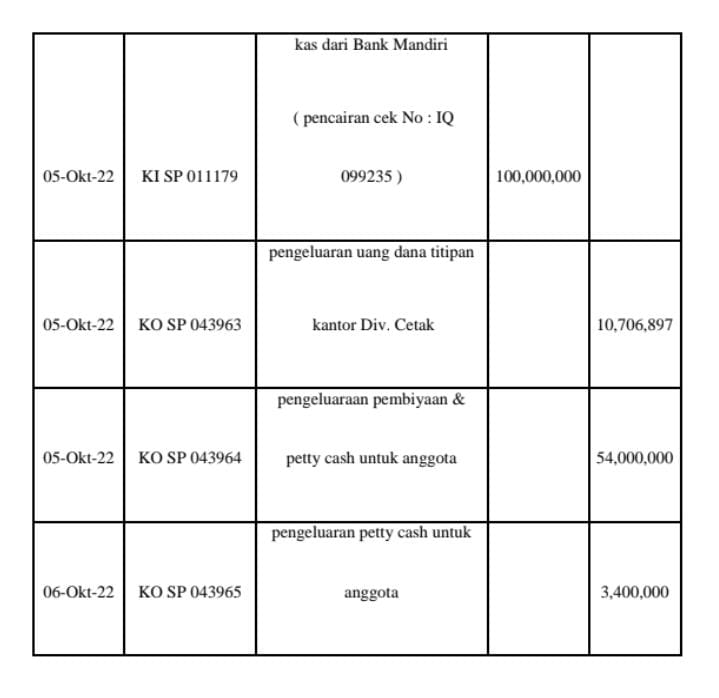 kas dari Bank Mandiri
( pencairan cek No : IQ
05-Okt-22 KI SP 011179 099235 ) 100,000,000
pengeluaran uang dana titipan
05-Okt-22 KO SP 043963 kantor Div. Cetak 10,706,897
pengeluaraan pembiyaan &
05-Okt-22 KO SP 043964 petty cash untuk anggota 54,000,000
pengeluaran petty cash untuk
06-Okt-22 KO SP 043965 anggota 3,400,000